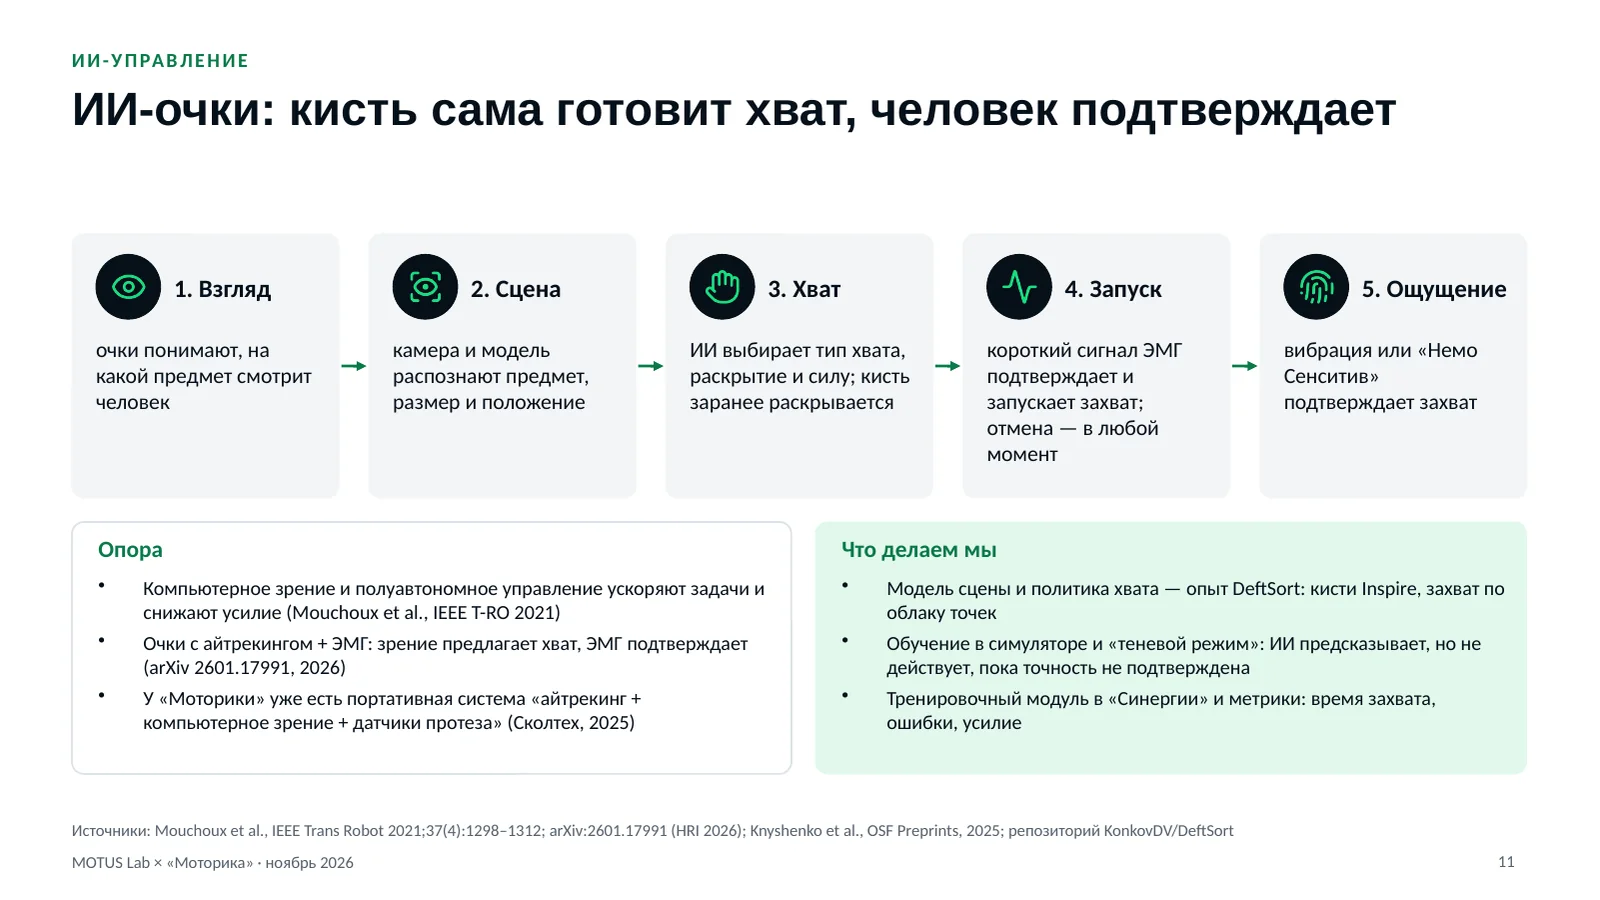 ИИ-УПРАВЛЕНИЕ
ИИ-очки: кисть сама готовит хват, человек подтверждает
1. Взгляд
очки понимают, на
какой предмет смотрит
человек
2. Сцена
камера и модель
распознают предмет,
размер и положение
3. Хват
ИИ выбирает тип хвата,
раскрытие и силу; кисть
заранее раскрывается
4. Запуск
короткий сигнал ЭМГ
подтверждает и
запускает захват;
отмена — в любой
момент
5. Ощущение
вибрация или «Немо
Сенситив»
подтверждает захват
Опора
• Компьютерное зрение и полуавтономное управление ускоряют задачи и
снижают усилие (Mouchoux et al., IEEE T-RO 2021)
• Очки с айтрекингом + ЭМГ: зрение предлагает хват, ЭМГ подтверждает
(arXiv 2601.17991, 2026)
• У «Моторики» уже есть портативная система «айтрекинг +
компьютерное зрение + датчики протеза» (Сколтех, 2025)
Что делаем мы
• Модель сцены и политика хвата — опыт DeftSort: кисти Inspire, захват по
облаку точек
• Обучение в симуляторе и «теневой режим»: ИИ предсказывает, но не
действует, пока точность не подтверждена
• Тренировочный модуль в «Синергии» и метрики: время захвата,
ошибки, усилие
Источники: Mouchoux et al., IEEE Trans Robot 2021;37(4):1298–1312; arXiv:2601.17991 (HRI 2026); Knyshenko et al., OSF Preprints, 2025; репозиторий KonkovDV/DeftSort
MOTUS Lab × «Моторика» · ноябрь 2026
11